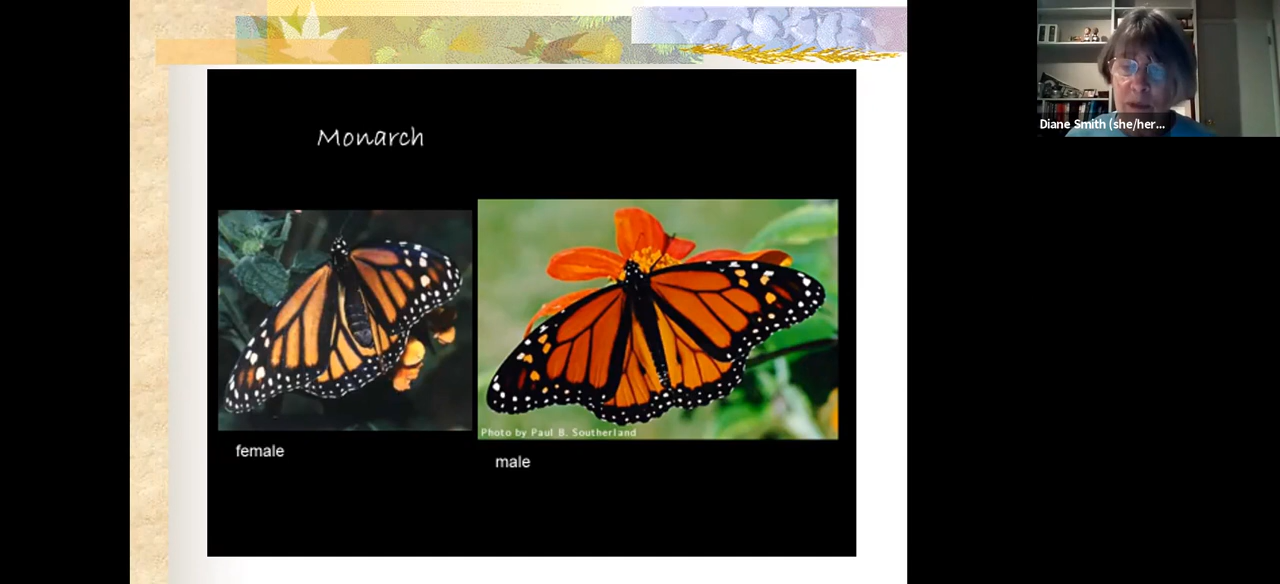 Monarch
Photo by Paul B. Southerland
female
male
Diane Smith (she/her...